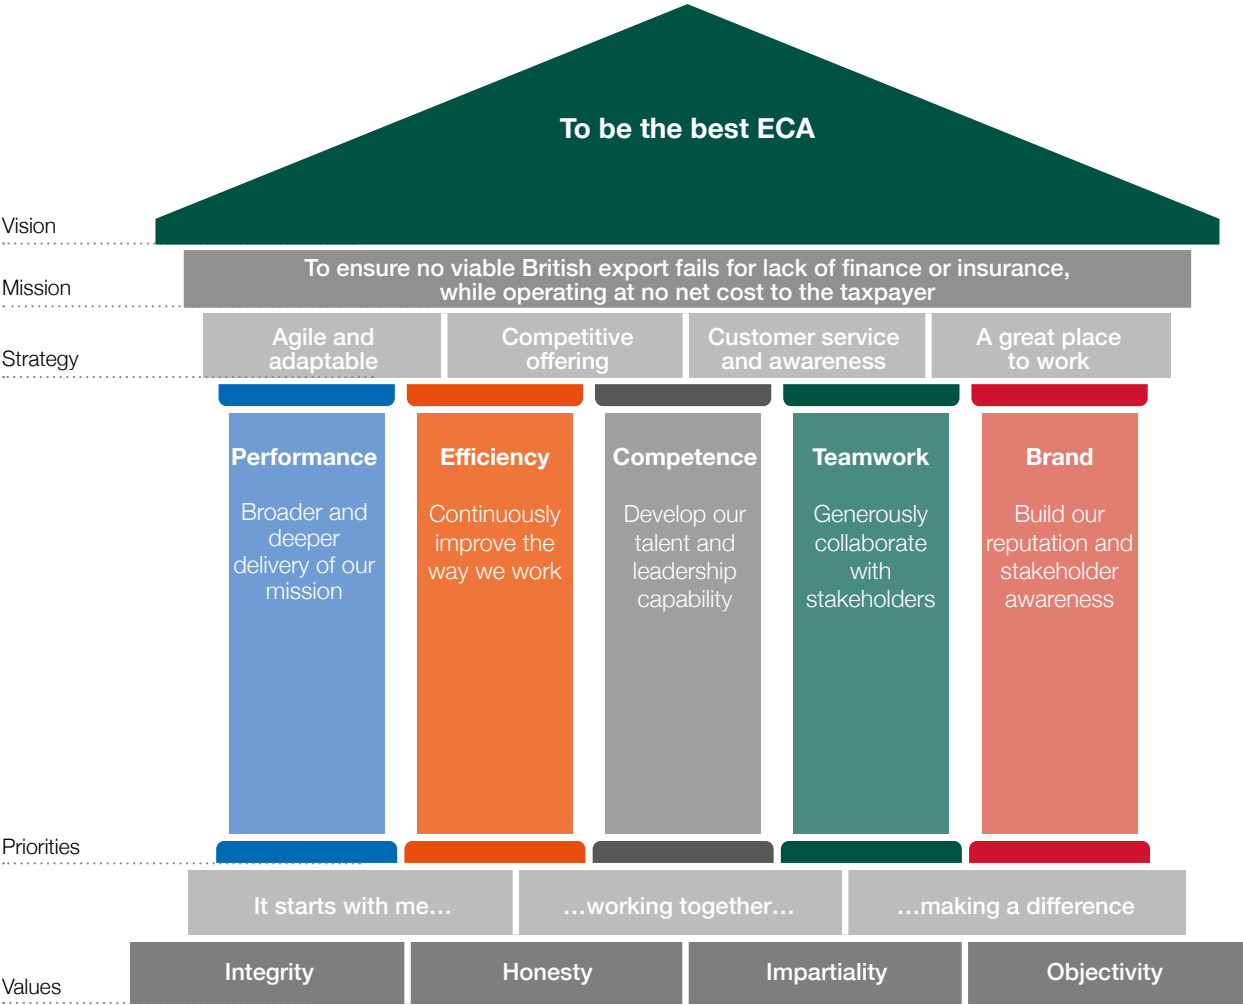 To be the best ECA
Vision
To ensure no viable British export fails for lack of finance or insurance,
while operating at no net cost to the taxpayer
Mission
Agile and
adaptable
Competitive
offering
Customer service
and awareness
A great place
to work
Strategy
Performance
Broader and
deeper
delivery of our
mission
Efficiency
Continuously
improve the
way we work
Competence
Develop our
talent and
leadership
capability
Teamwork
Generously
collaborate
with
stakeholders
Brand
Build our
reputation and
stakeholder
awareness
Priorities
It starts with me…
…working together…
…making a difference
Integrity
Honesty
Impartiality
Objectivity
Values